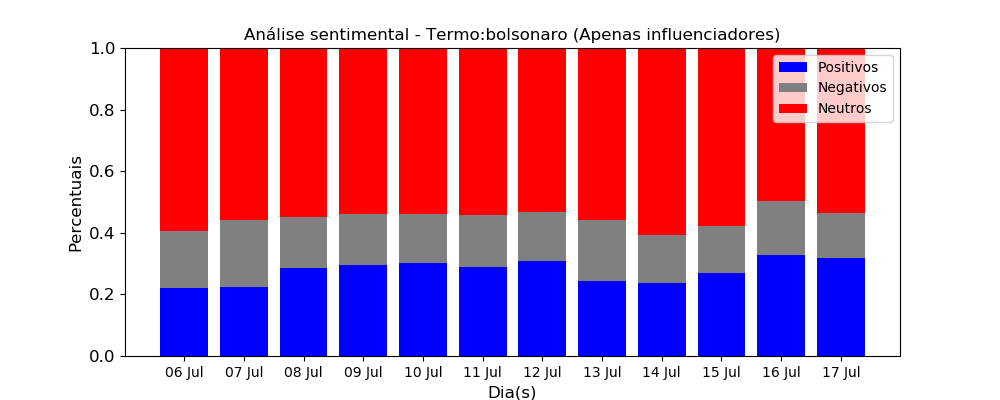 Análise sentimental - Termo:bolsonaro (Apenas influenciadores)
Percentuais
1.0
0.8
0.6
0.4
0.2
0.0
Positivos
Negativos
Neutros
06 Jul 07 Jul 08 Jul 09 Jul 10 Jul 11 Jul 12 Jul 13 Jul 14 Jul 15 Jul 16 Jul 17 Jul
Dia(s)